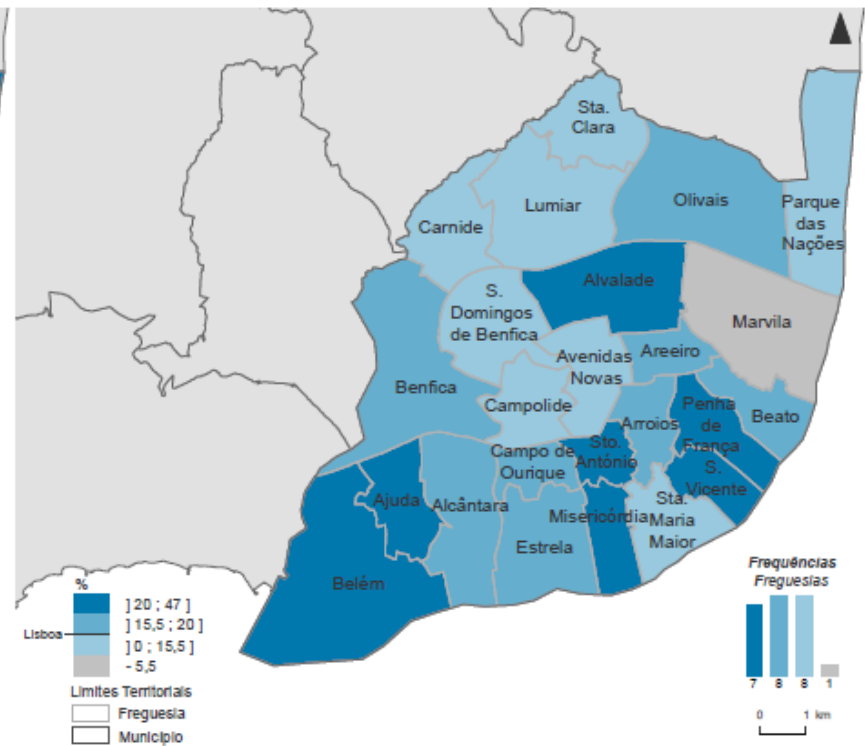 Sta.
Clara
Olivais
Parque
das
Nações
Lumiar
Carnide
Alvalade
S.
Domingos
de Benfica
Marvila
Avenidas
Novas
Areeiro
Benfica
Campolide
Penha
de
França
Beato
Arroios
Sto.
António
Campo de
Ourique
S.
Vicente
Ajuda
Alcântara
Misericórdia
Sta.
Maria
Maior
Estrela
Belém
%
] 20 ; 47 ]
] 15,5 ; 20 ]
Lisboa
] 0 ; 15,5 ]
- 5,5
Limites Territoriais
Freguesia
Município
Frequências
Freguesias
7 8 8 1
0 1 km